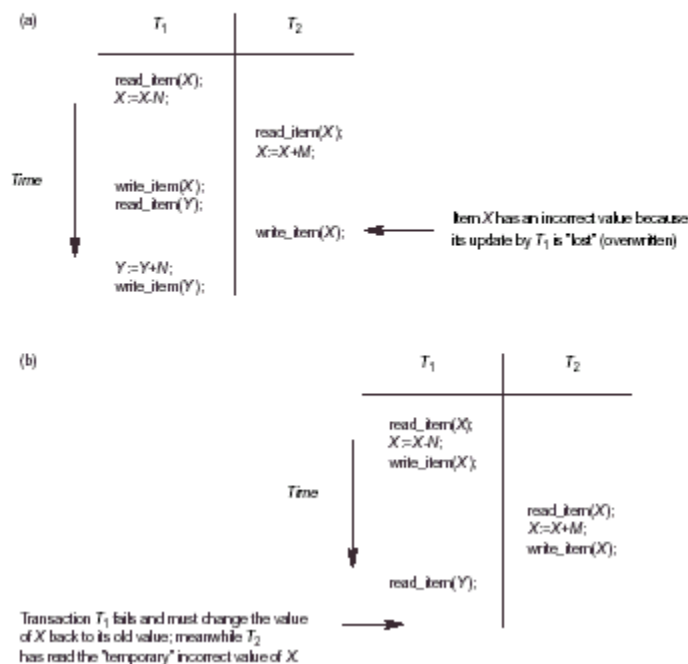 (a)
T1 T2
read_item(X);
X:=X-N;
read_item(X);
X:=X+M;
Time
write_item(X);
read_item(Y);
write_item(X);
Item X has an incorrect value because
its update by T1 is "lost" (overwritten)
Y:=Y+N;
write_item(Y);
(b)
T1 T2
read_item(X);
X:=X-N;
write_item(X);
Time
read_item(X);
X:=X+M;
write_item(X);
read_item(Y);
Transaction T1 fails and must change the value
of X back to its old value; meanwhile T2
has read the "temporary" incorrect value of X